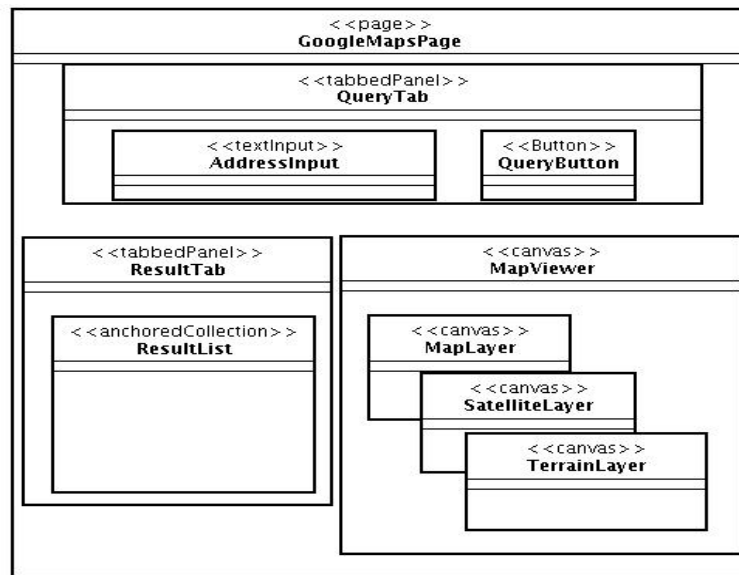 < <page> >
GoogleMapsPage
< <tabbedPanel> >
QueryTab
< <textInput> >
AddressInput
< <Button> >
QueryButton
< <tabbedPanel> >
ResultTab
< <anchoredCollection> >
ResultList
< <canvas> >
MapViewer
< <canvas> >
MapLayer
< <canvas> >
SatelliteLayer
< <canvas> >
TerrainLayer